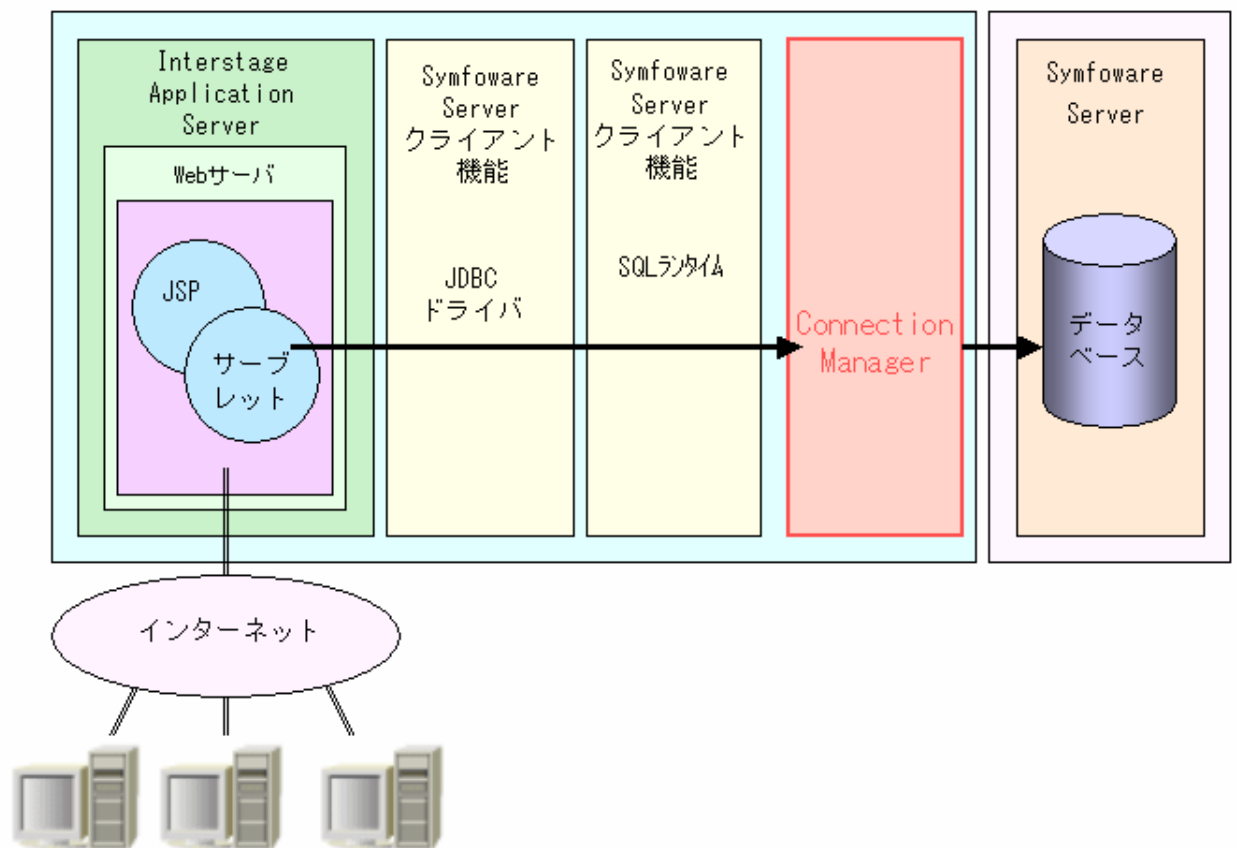 Interstage
Application
Server
Webサーバ
JSP
サーブ
レット
Symfoware
Server
クライアント
機能
JDBC
ドライバ
Symfoware
Server
クライアント
機能
SQLランタイム
Connection
Manager
Symfoware
Server
データ
ベース
インターネット